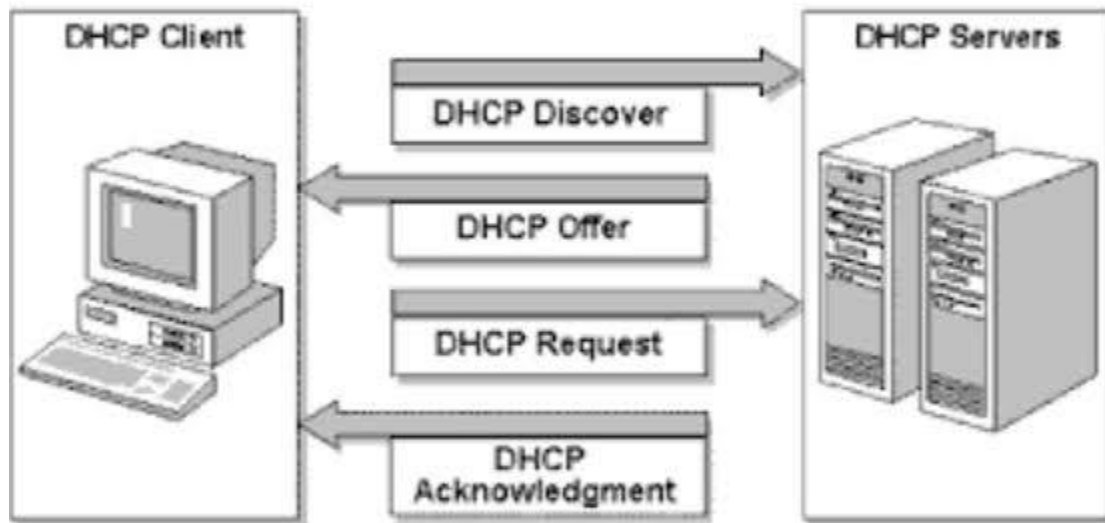 DHCP Client
DHCP Servers
DHCP Discover
DHCP Offer
DHCP Request
DHCP
Acknowledgment